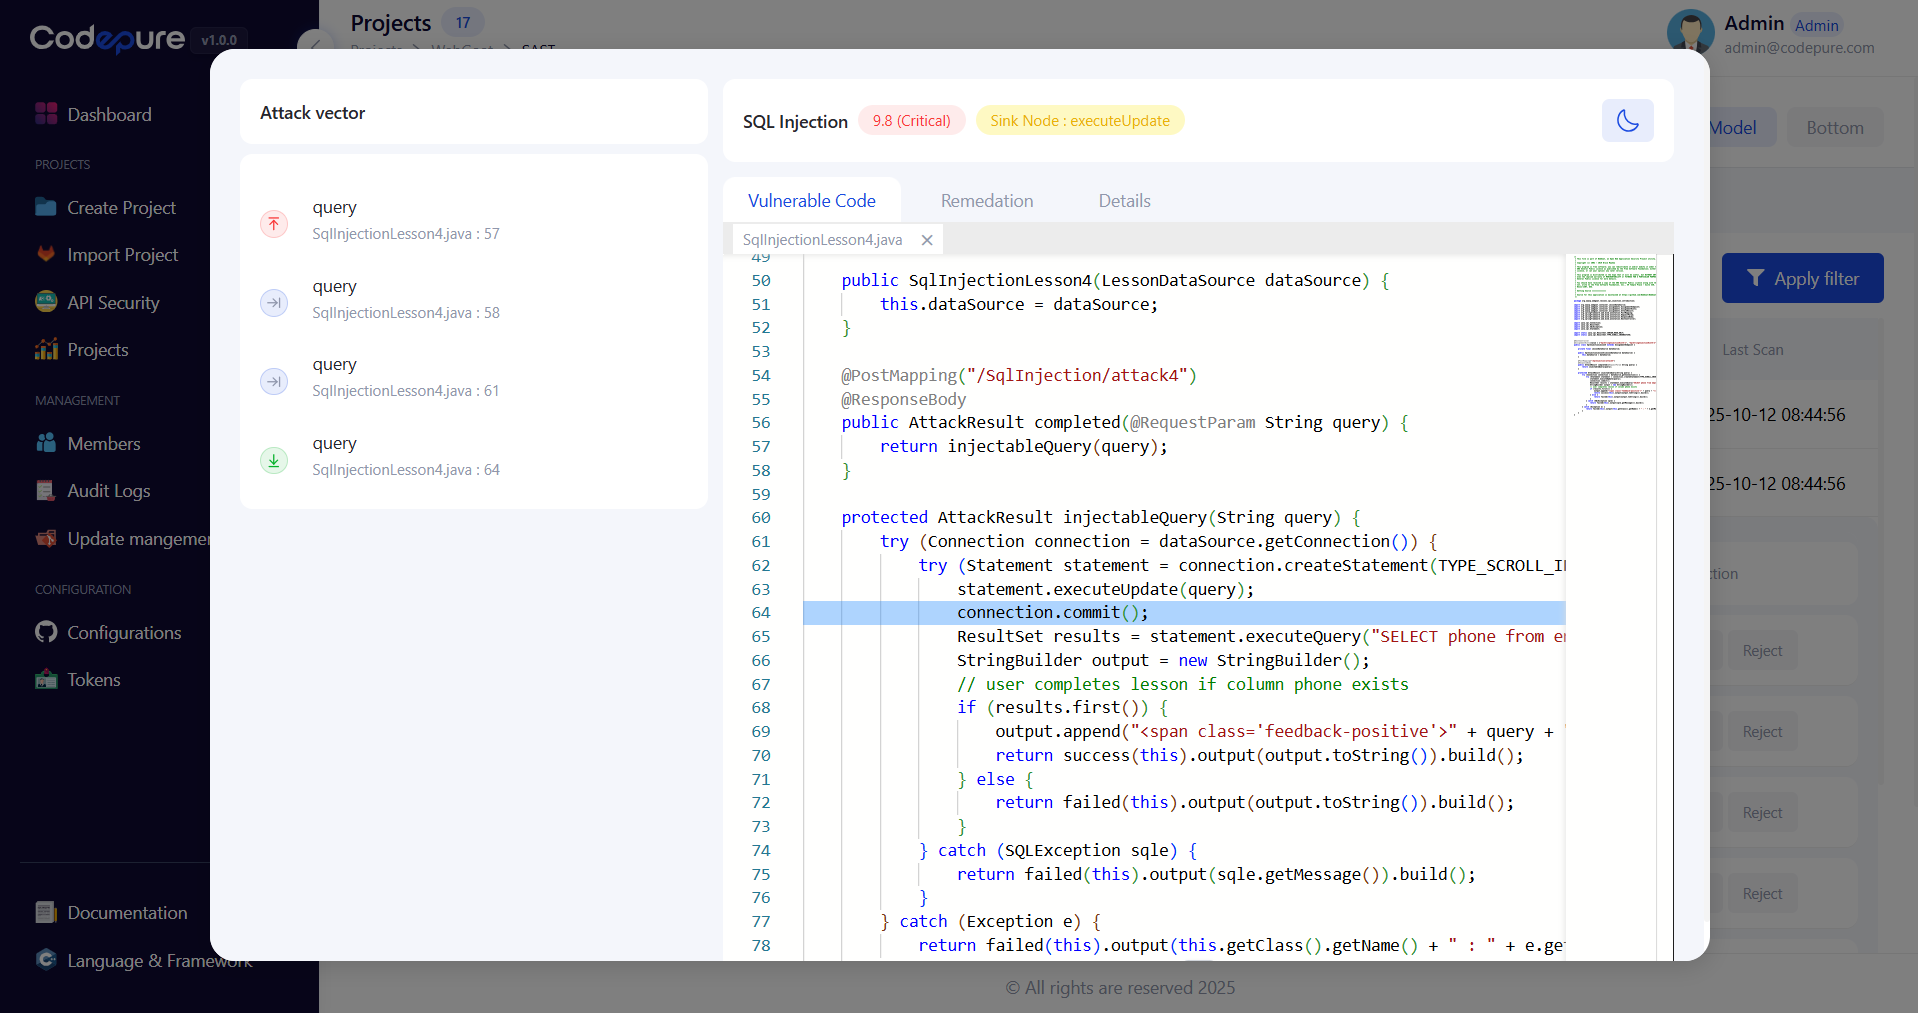 Codepure v1.0.0
Dashboard
PROJECTS
Create Project
Import Project
API Security
Projects
MANAGEMENT
Members
Audit Logs
Update mangemen
CONFIGURATION
Configurations
Tokens
Documentation
Language & Framework
Projects 17
Projects > WebGoat > SAST
Admin Admin
admin@codepure.com
Model
Bottom
Apply filter
Last Scan
25-10-12 08:44:56
25-10-12 08:44:56
Reject
Reject
Reject
Reject
Attack vector
query
SqlInjectionLesson4.java : 57
query
SqlInjectionLesson4.java : 58
query
SqlInjectionLesson4.java : 61
query
SqlInjectionLesson4.java : 64
SQL Injection 9.8 (Critical) Sink Node : executeUpdate
Vulnerable Code Remedation Details
SqlInjectionLesson4.java
49
50 public SqlInjectionLesson4(LessonDataSource dataSource) {
51 this.dataSource = dataSource;
52 }
53
54 @PostMapping("/SqlInjection/attack4")
55 @ResponseBody
56 public AttackResult completed(@RequestParam String query) {
57 return injectableQuery(query);
58 }
59
60 protected AttackResult injectableQuery(String query) {
61 try (Connection connection = dataSource.getConnection()) {
62 try (Statement statement = connection.createStatement(TYPE_SCROLL_I
63 statement.executeUpdate(query);
64 connection.commit();
65 ResultSet results = statement.executeQuery("SELECT phone from e
66 StringBuilder output = new StringBuilder();
67 // user completes lesson if column phone exists
68 if (results.first()) {
69 output.append("<span class='feedback-positive'>" + query + "
70 return success(this).output(output.toString()).build();
71 } else {
72 return failed(this).output(output.toString()).build();
73 }
74 } catch (SQLException sqle) {
75 return failed(this).output(sqle.getMessage()).build();
76 }
77 } catch (Exception e) {
78 return failed(this).output(this.getClass().getName() + " : " + e.ge
© All rights are reserved 2025